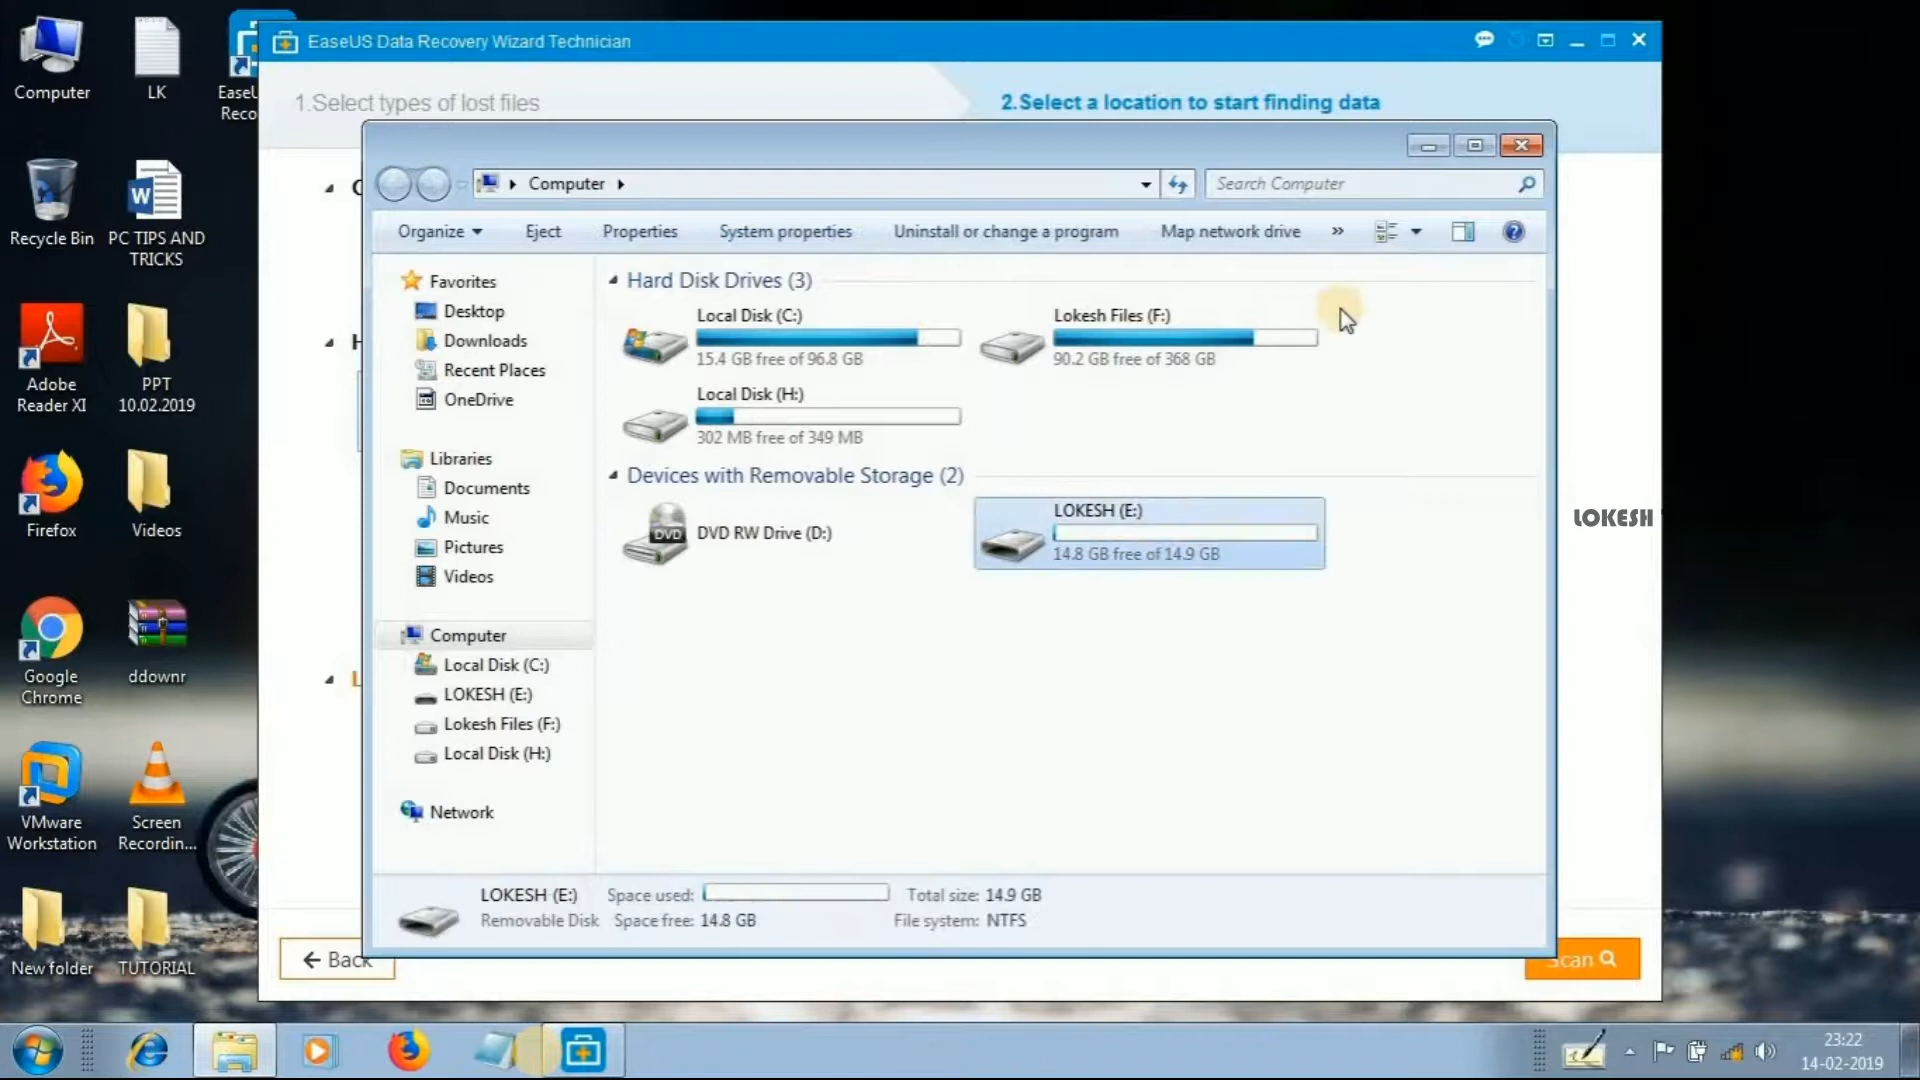 Computer
LK
EaseU
Reco
Recycle Bin
PC TIPS AND
TRICKS
Adobe
Reader XI
PPT
10.02.2019
Firefox
Videos
Google
Chrome
ddownr
VMware
Workstation
Screen
Recordin...
New folder
TUTORIAL
EaseUS Data Recovery Wizard Technician
1.Select types of lost files
2.Select a location to start finding data
Computer
Search Computer
Organize
Eject
Properties
System properties
Uninstall or change a program
Map network drive
»
Favorites
Desktop
Downloads
Recent Places
OneDrive
Libraries
Documents
Music
Pictures
Videos
Computer
Local Disk (C:)
LOKESH (E:)
Lokesh Files (F:)
Local Disk (H:)
Network
Hard Disk Drives (3)
Local Disk (C:)
15.4 GB free of 96.8 GB
Lokesh Files (F:)
90.2 GB free of 368 GB
Local Disk (H:)
302 MB free of 349 MB
Devices with Removable Storage (2)
DVD
DVD RW Drive (D:)
LOKESH (E:)
14.8 GB free of 14.9 GB
LOKESH (E:) Space used: Total size: 14.9 GB
Removable Disk Space free: 14.8 GB File system: NTFS
LOKESH
Back
Scan
23:22
14-02-2019